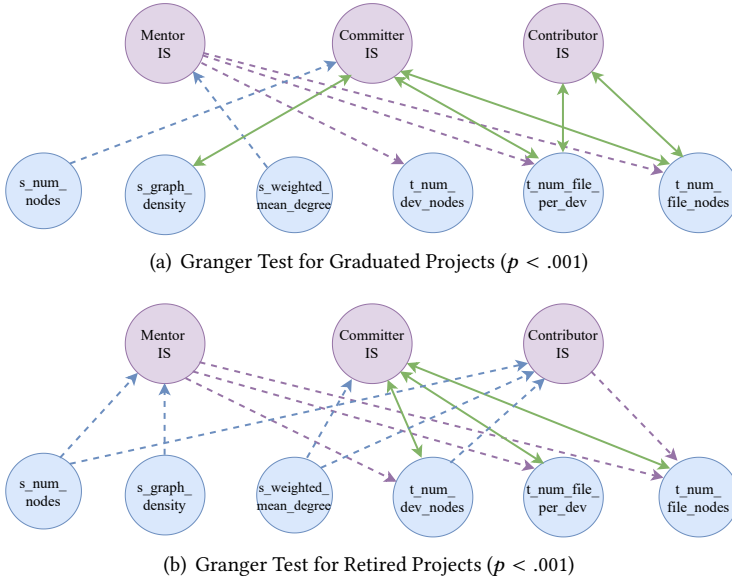 Mentor
IS
Committer
IS
Contributor
IS
s_num_
nodes
s_graph_
density
s_weighted_
mean_degree
t_num_
dev_nodes
t_num_file_
per_dev
t_num_
file_nodes
(a) Granger Test for Graduated Projects (p < .001)
Mentor
IS
Committer
IS
Contributor
IS
s_num_
nodes
s_graph_
density
s_weighted_
mean_degree
t_num_
dev_nodes
t_num_file_
per_dev
t_num_
file_nodes
(b) Granger Test for Retired Projects (p < .001)